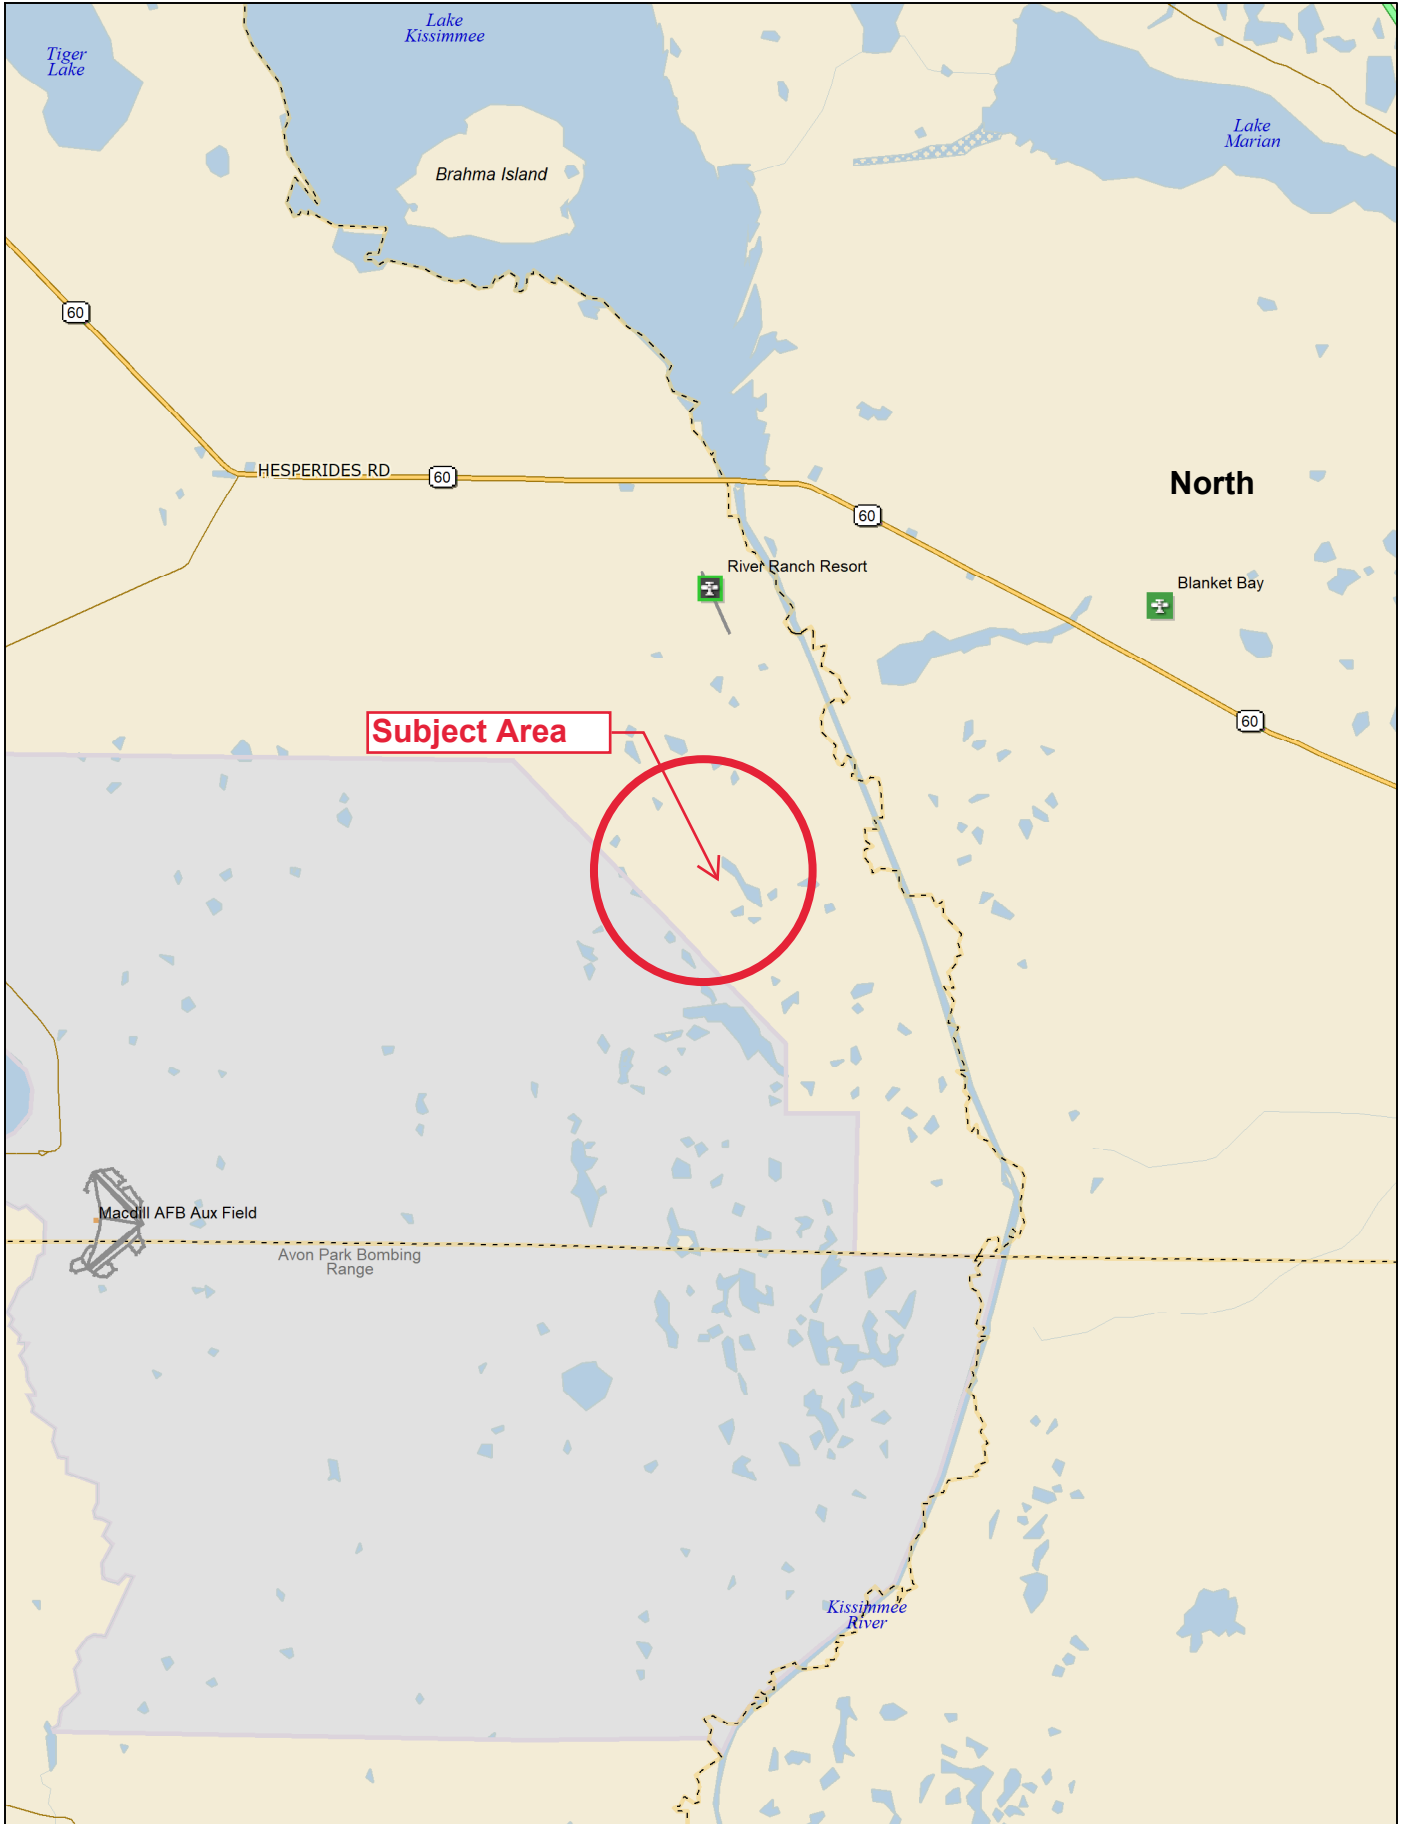 Lake
Kissimmee
Tiger
Lake
Lake
Marian
Brahma Island
60
HESPERIDES RD
60
North
60
River Ranch Resort
Blanket Bay
60
Subject Area
Macdill AFB Aux Field
Avon Park Bombing
Range
Kissimmee
River